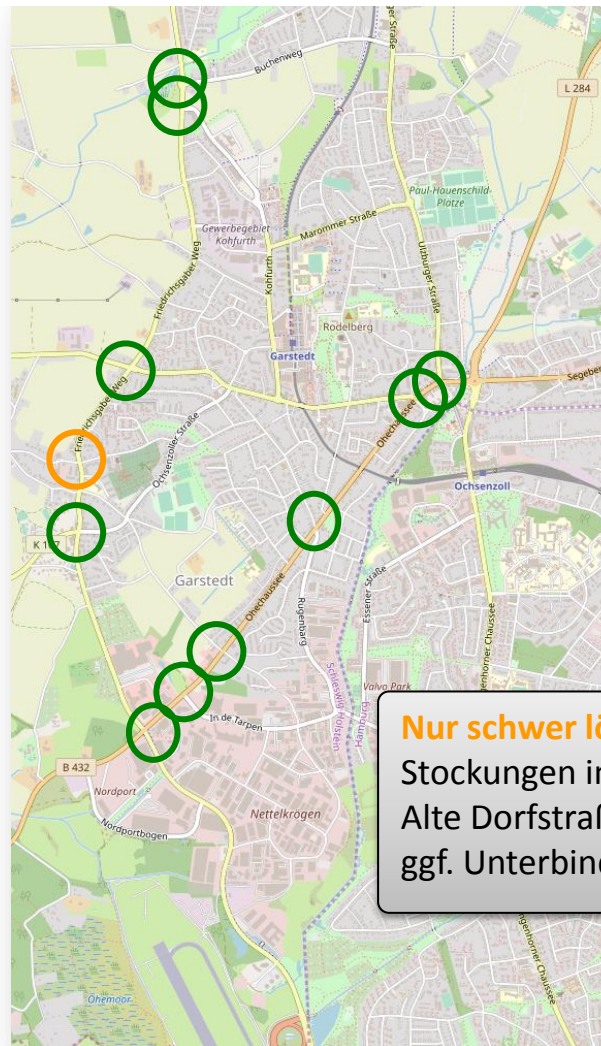 Buchenweg
L 284
Paul-Hauenschild-
Plätze
Gewerbegebiet
Kohfurth
Marommer Straße
Kohfurth
Friedrichsgaber Weg
Ulzburger Straße
Rodelberg
Garstedt
Segeber
Friedrichsgaber Weg
Ohechaussee
Ochsenzoller Straße
Ochsenzoll
Garstedt
Ohechaussee
Rugenbarg
Essener Straße
Schleswig Holstein
Hamburg
Valvo Park
In de Tarpen
B 432
Nordport
Nordportbogen
Nettelkrögen
Nur schwer lö
Stockungen in
Alte Dorfstraß
ggf. Unterbind
Ohemoor